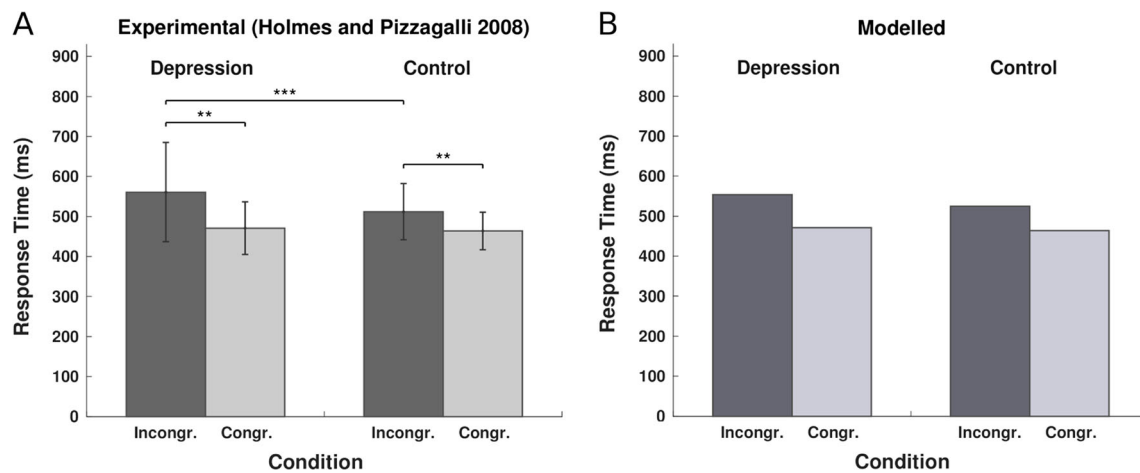 A
Experimental (Holmes and Pizzagalli 2008)
Depression
Control
***
**
**
Response Time (ms)
900
800
700
600
500
400
300
200
100
0
Incongr.
Congr.
Incongr.
Congr.
Condition
B
Modelled
Depression
Control
Response Time (ms)
900
800
700
600
500
400
300
200
100
0
Incongr.
Congr.
Incongr.
Congr.
Condition